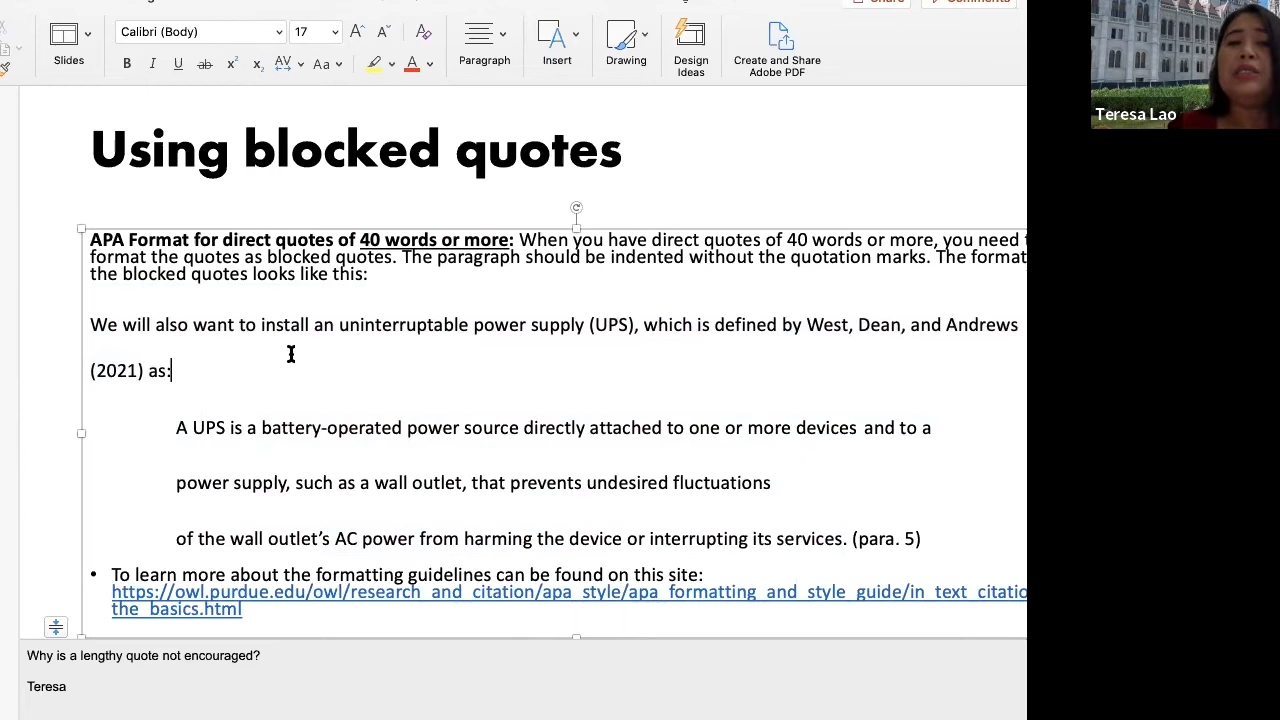 Share
Comments
Calibri (Body)
17
Slides
Paragraph
Insert
Drawing
Design
Ideas
Create and Share
Adobe PDF
Teresa Lao
Using blocked quotes
APA Format for direct quotes of 40 words or more: When you have direct quotes of 40 words or more, you need
format the quotes as blocked quotes. The paragraph should be indented without the quotation marks. The format
the blocked quotes looks like this:
We will also want to install an uninterruptable power supply (UPS), which is defined by West, Dean, and Andrews
(2021) as:
A UPS is a battery-operated power source directly attached to one or more devices and to a
power supply, such as a wall outlet, that prevents undesired fluctuations
of the wall outlet’s AC power from harming the device or interrupting its services. (para. 5)
• To learn more about the formatting guidelines can be found on this site:
https://owl.purdue.edu/owl/research_and_citation/apa_style/apa_formatting_and_style_guide/in_text_citatio
the_basics.html
Why is a lengthy quote not encouraged?
Teresa